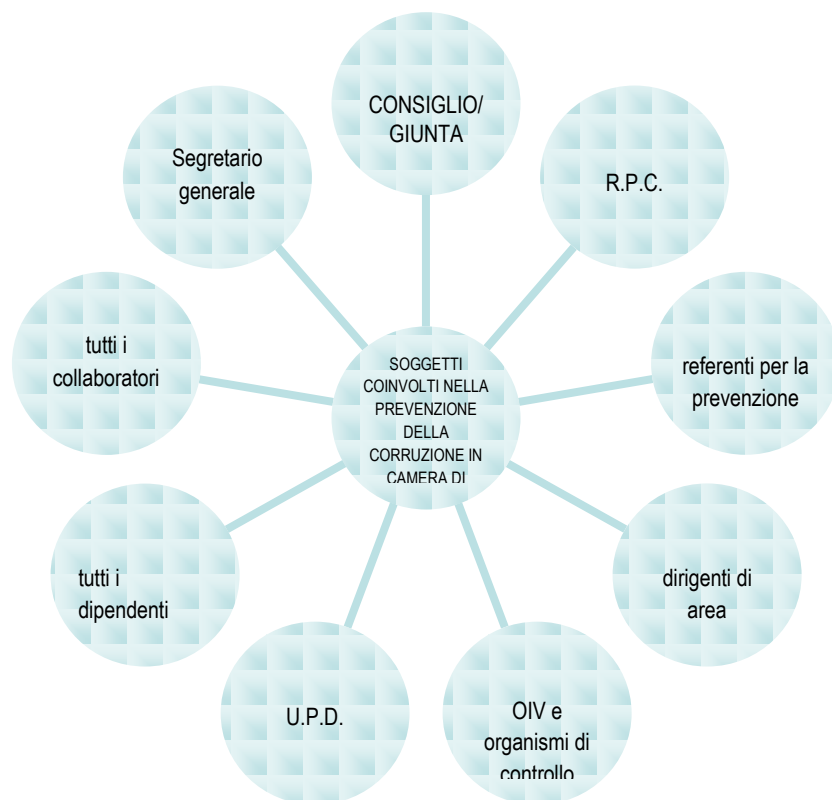 CONSIGLIO/
GIUNTA
R.P.C.
referenti per la
prevenzione
dirigenti di
area
OIV e
organismi di
controllo
U.P.D.
tutti i
dipendenti
tutti i
collaboratori
Segretario
generale
SOGGETTI
COINVOLTI NELLA
PREVENZIONE
DELLA
CORRUZIONE IN
CAMERA DI